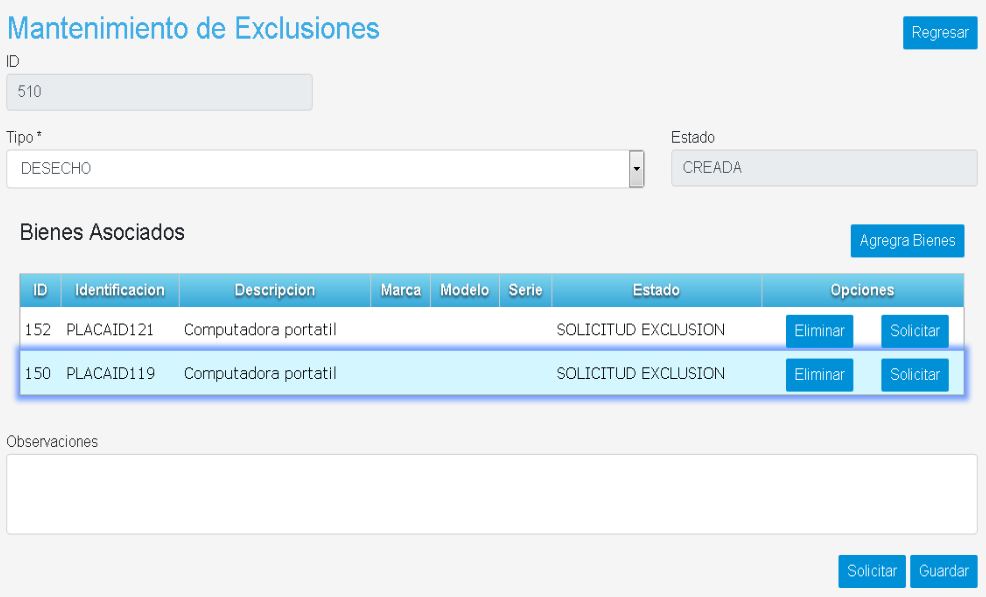 Mantenimiento de Exclusiones
Regresar
ID
510
Tipo *
Estado
DESECHO
CREADA
Bienes Asociados
Agregra Bienes
ID Identificacion Descripcion Marca Modelo Serie Estado Opciones
152 PLACAID121 Computadora portatil SOLICITUD EXCLUSION Eliminar Solicitar
150 PLACAID119 Computadora portatil SOLICITUD EXCLUSION Eliminar Solicitar
Observaciones
Solicitar Guardar